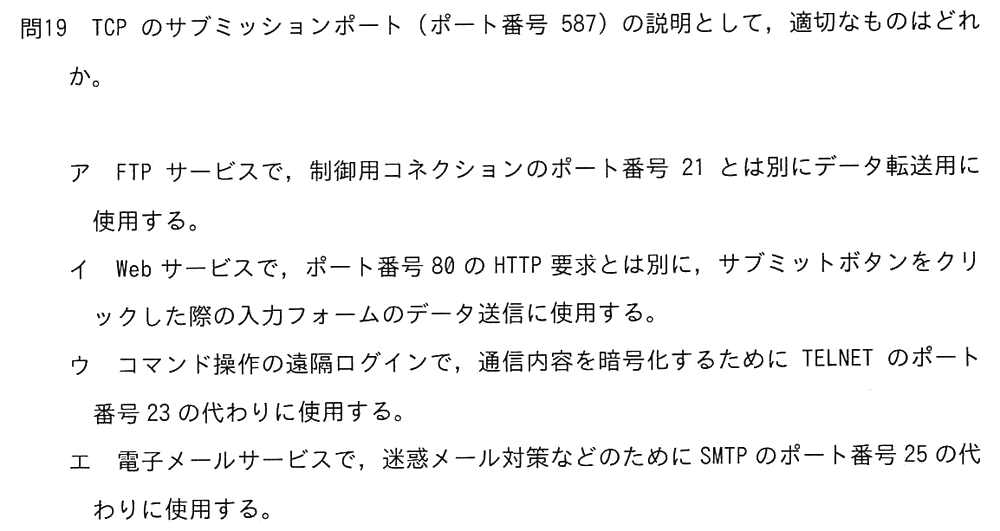 問19 TCP のサブミッションポート（ポート番号 587）の説明として，適切なものはどれ
か。
ア FTP サービスで，制御用コネクションのポート番号 21 とは別にデータ転送用に
使用する。
イ Web サービスで，ポート番号 80 の HTTP 要求とは別に，サブミットボタンをクリ
ックした際の入力フォームのデータ送信に使用する。
ウ コマンド操作の遠隔ログインで，通信内容を暗号化するために TELNET のポート
番号 23 の代わりに使用する。
エ 電子メールサービスで，迷惑メール対策などのために SMTP のポート番号 25 の代
わりに使用する。